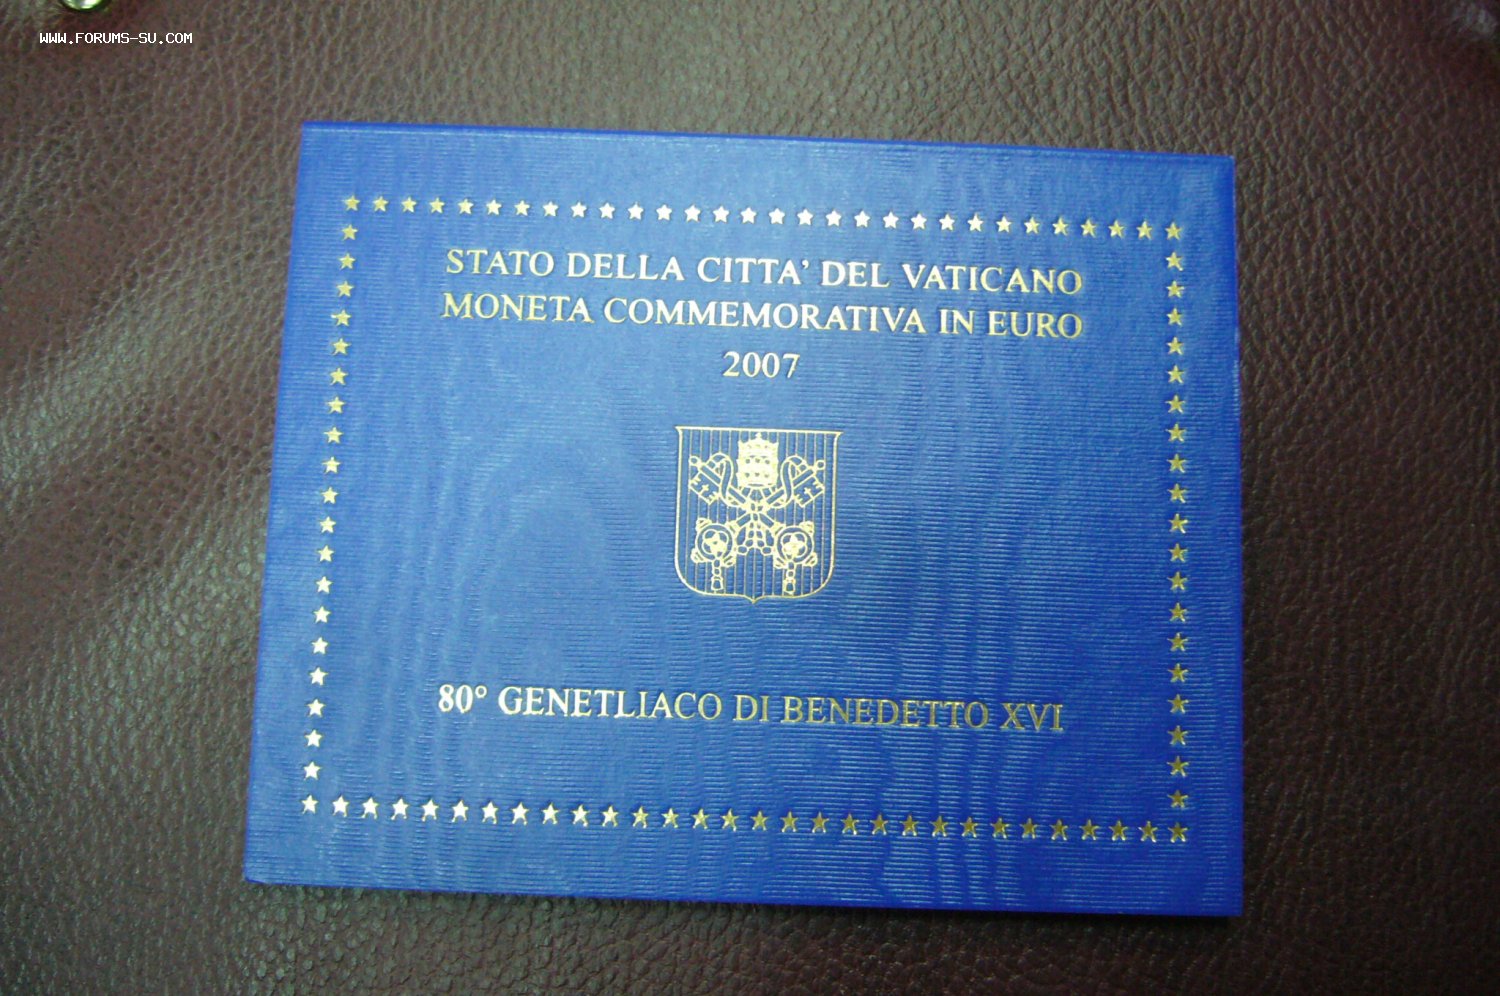 WWW.FORUMS-SU.COM
STATO DELLA CITTA' DEL VATICANO
MONETA COMMEMORATIVA IN EURO
2007
80° GENETLIACO DI BENEDETTO XVI